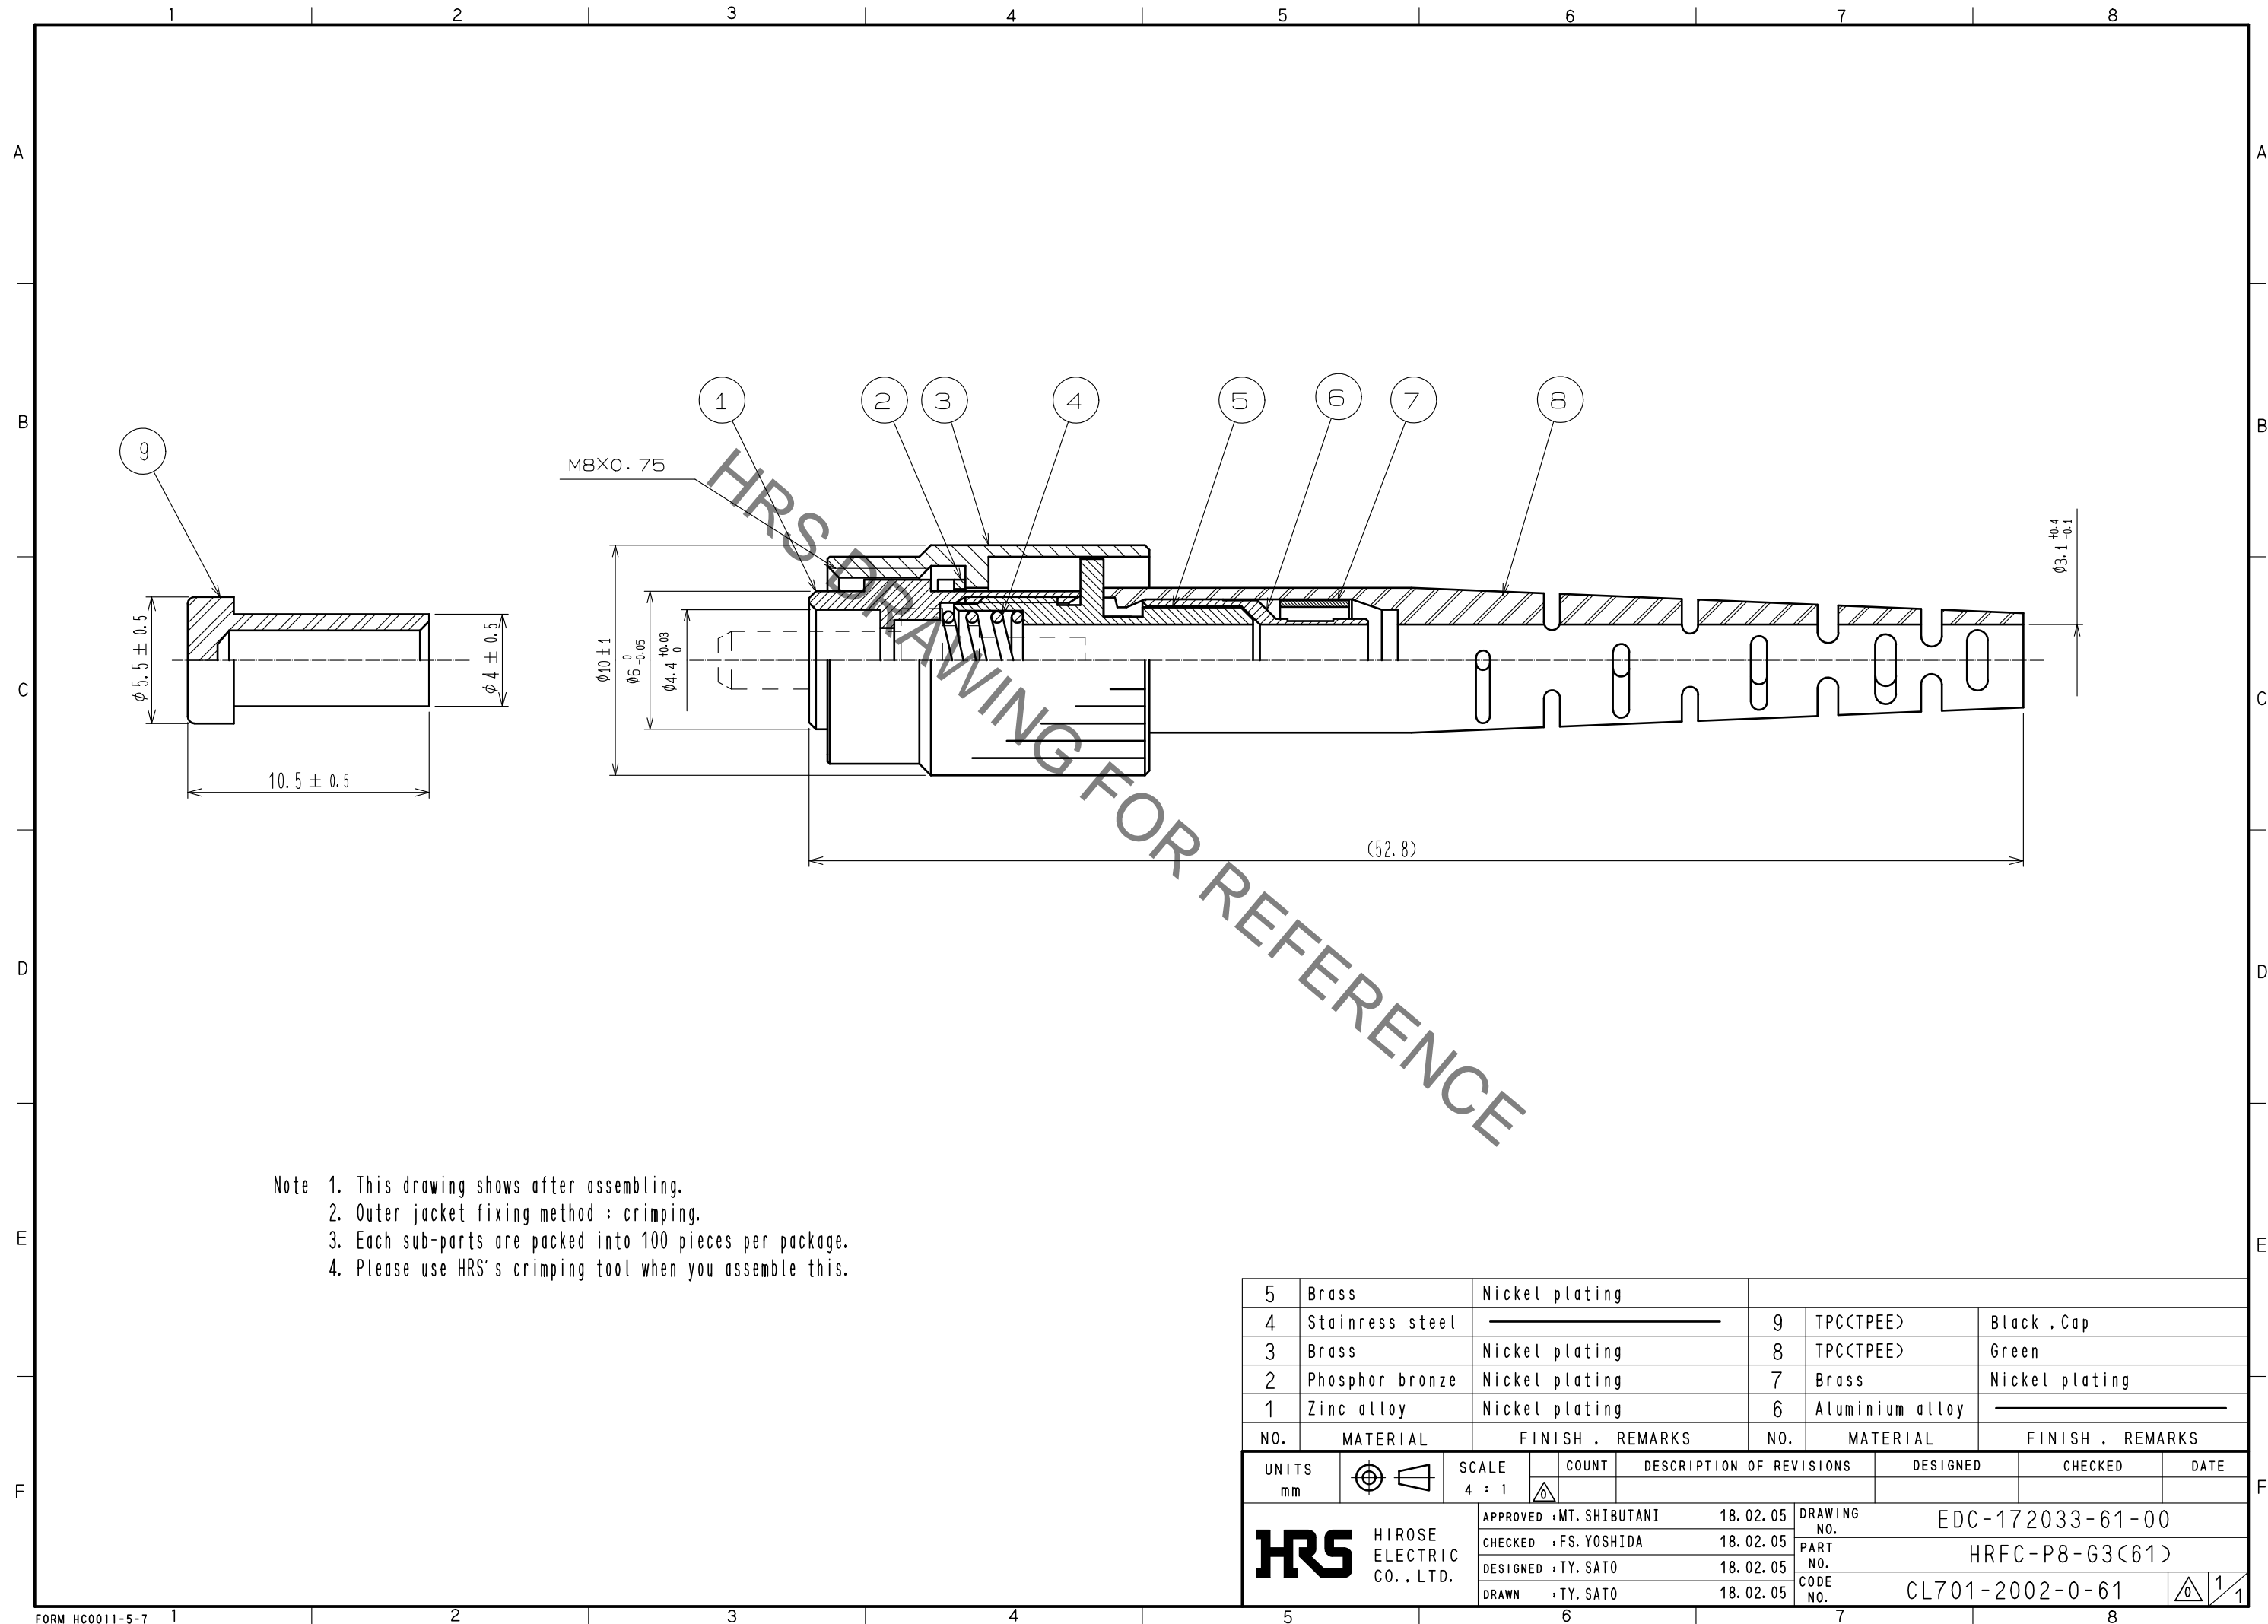 1 2 3 4 5 6 7 8
A A
B B
C C
D D
E E
F F
1 2 3 4 5 6 7 8
9
M8X0.75
Ø3.1 +0.4 -0.1
φ5.5±0.5
φ4±0.5
10.5±0.5
Ø10±1
Ø6 0 -0.05
Ø4.4 +0.03 0
(52.8)
HRS DRAWING FOR REFERENCE
Note 1. This drawing shows after assembling.
2. Outer jacket fixing method : crimping.
3. Each sub-parts are packed into 100 pieces per package.
4. Please use HRS's crimping tool when you assemble this.
5 Brass Nickel plating
4 Stainress steel 9 TPC(TPEE) Black , Cap
3 Brass Nickel plating 8 TPC(TPEE) Green
2 Phosphor bronze Nickel plating 7 Brass Nickel plating
1 Zinc alloy Nickel plating 6 Aluminium alloy
NO. MATERIAL FINISH , REMARKS NO. MATERIAL FINISH , REMARKS
UNITS SCALE COUNT DESCRIPTION OF REVISIONS DESIGNED CHECKED DATE
mm 4 : 1 0
HRS HIROSE ELECTRIC CO.,LTD.
APPROVED :MT.SHIBUTANI 18.02.05
CHECKED :FS.YOSHIDA 18.02.05
DESIGNED :TY.SATO 18.02.05
DRAWN :TY.SATO 18.02.05
DRAWING NO. EDC-172033-61-00
PART NO. HRFC-P8-G3(61)
CODE NO. CL701-2002-0-61 0 1/1
FORM HC0011-5-7 1 2 3 4 5 6 7 8